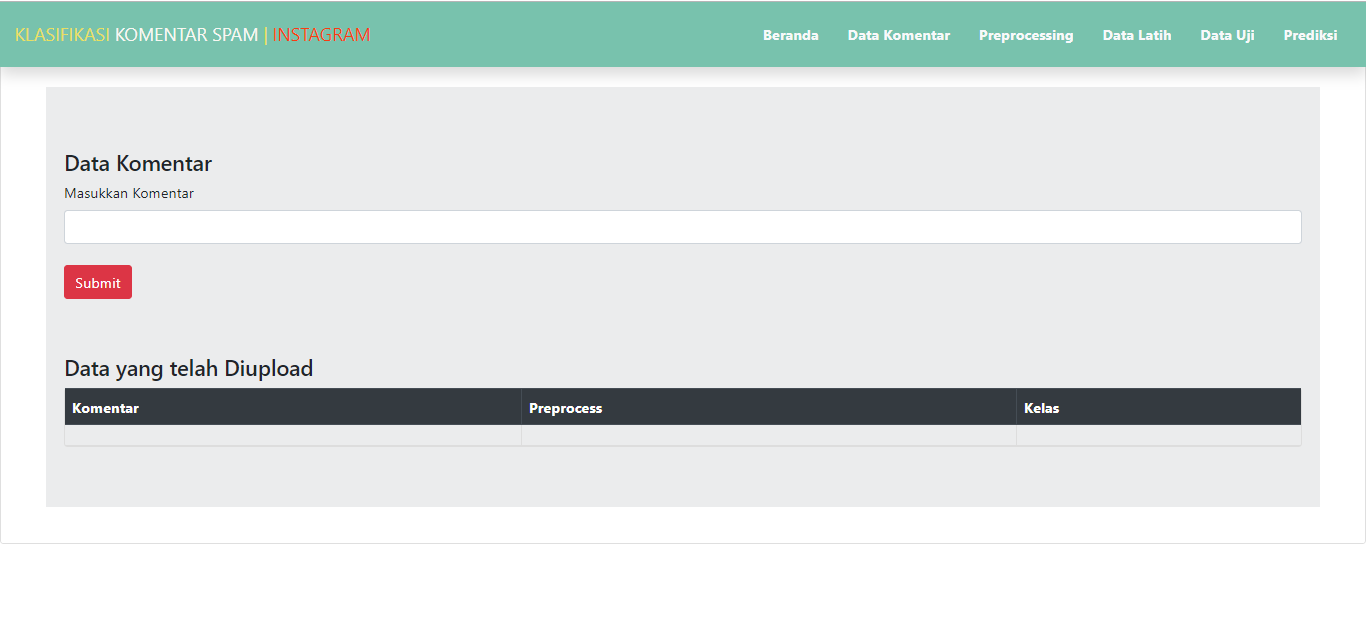 KLASIFIKASI KOMENTAR SPAM | INSTAGRAM
Beranda Data Komentar Preprocessing Data Latih Data Uji Prediksi
Data Komentar
Masukkan Komentar
Submit
Data yang telah Diupload
Komentar Preprocess Kelas